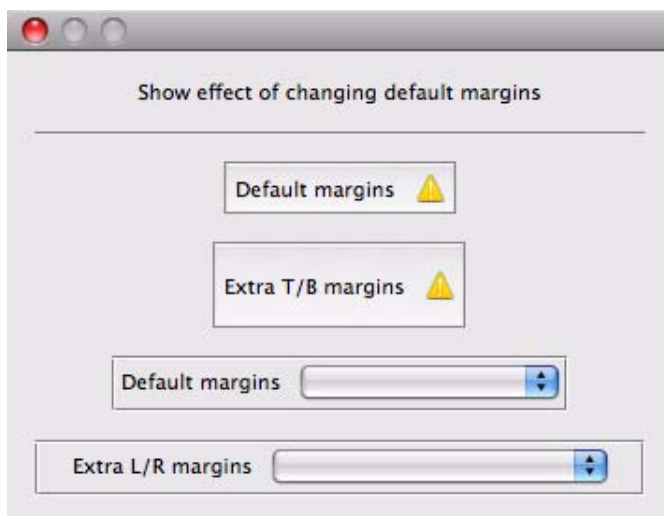 Show effect of changing default margins
Default margins
Extra T/B margins
Default margins
Extra L/R margins